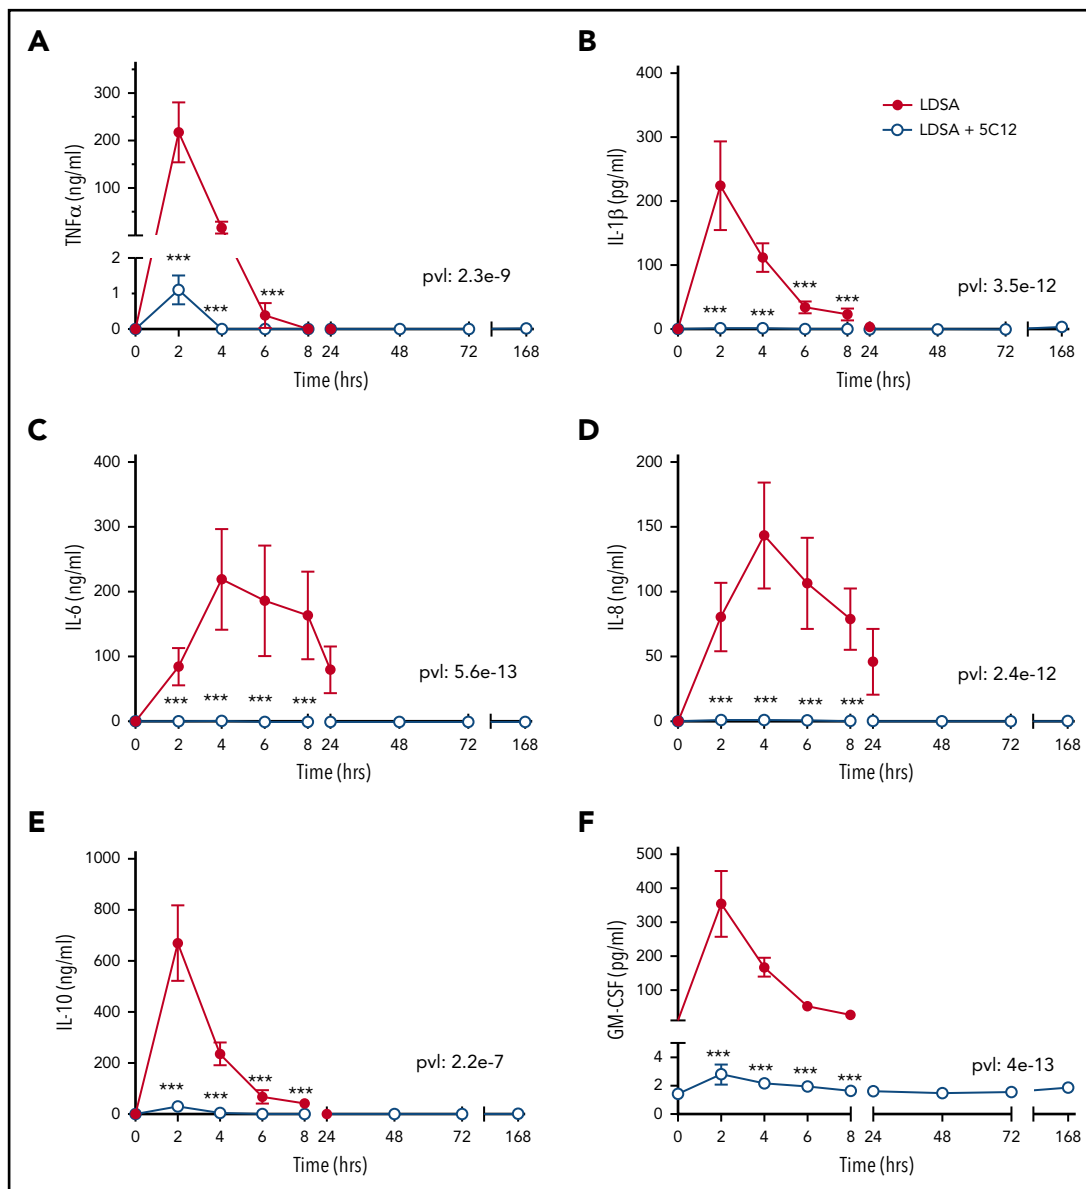 A
TNFα (ng/ml)
300
200
100
2
1
0
***
***
***
pvl: 2.3e-9
0 2 4 6 8 24 48 72 168
Time (hrs)
B
IL-1β (pg/ml)
400
300
200
100
0
LDSA
LDSA + 5C12
*** *** *** ***
pvl: 3.5e-12
0 2 4 6 8 24 48 72 168
Time (hrs)
C
IL-6 (ng/ml)
400
300
200
100
0
*** *** *** ***
pvl: 5.6e-13
0 2 4 6 8 24 48 72 168
Time (hrs)
D
IL-8 (ng/ml)
200
150
100
50
0
*** *** *** ***
pvl: 2.4e-12
0 2 4 6 8 24 48 72 168
Time (hrs)
E
IL-10 (ng/ml)
1000
800
600
400
200
0
*** *** *** ***
pvl: 2.2e-7
0 2 4 6 8 24 48 72 168
Time (hrs)
F
GM-CSF (pg/ml)
500
400
300
200
100
4
2
0
*** *** *** ***
pvl: 4e-13
0 2 4 6 8 24 48 72 168
Time (hrs)